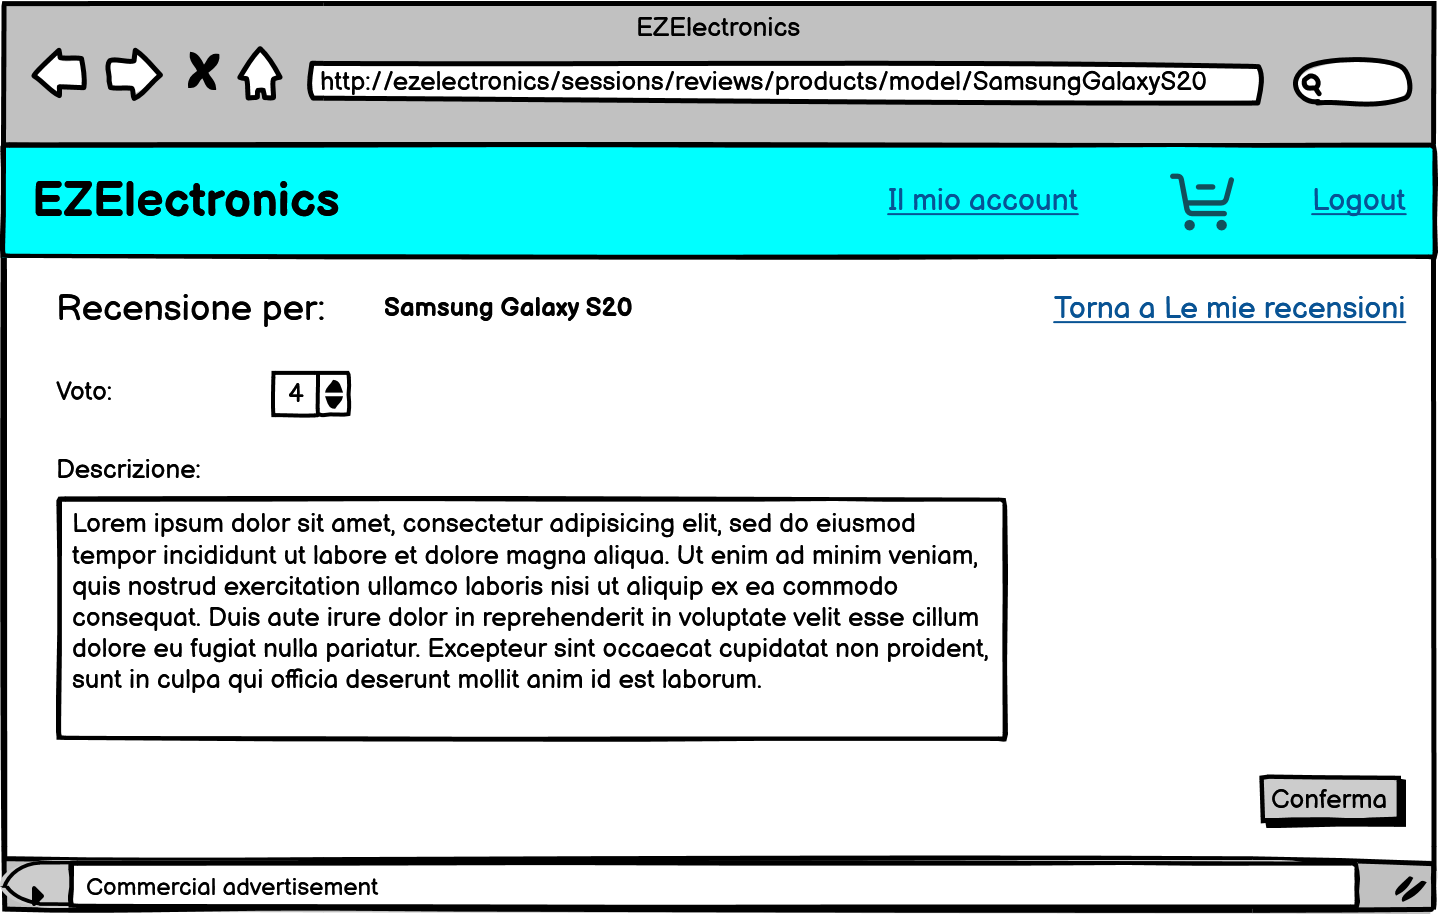 EZElectronics
http://ezelectronics/sessions/reviews/products/model/SamsungGalaxyS20
EZElectronics
Il mio account
Logout
Recensione per:
Samsung Galaxy S20
Torna a Le mie recensioni
Voto:
4
Descrizione:
Lorem ipsum dolor sit amet, consectetur adipisicing elit, sed do eiusmod
tempor incididunt ut labore et dolore magna aliqua. Ut enim ad minim veniam,
quis nostrud exercitation ullamco laboris nisi ut aliquip ex ea commodo
consequat. Duis aute irure dolor in reprehenderit in voluptate velit esse cillum
dolore eu fugiat nulla pariatur. Excepteur sint occaecat cupidatat non proident,
sunt in culpa qui officia deserunt mollit anim id est laborum.
Conferma
Commercial advertisement